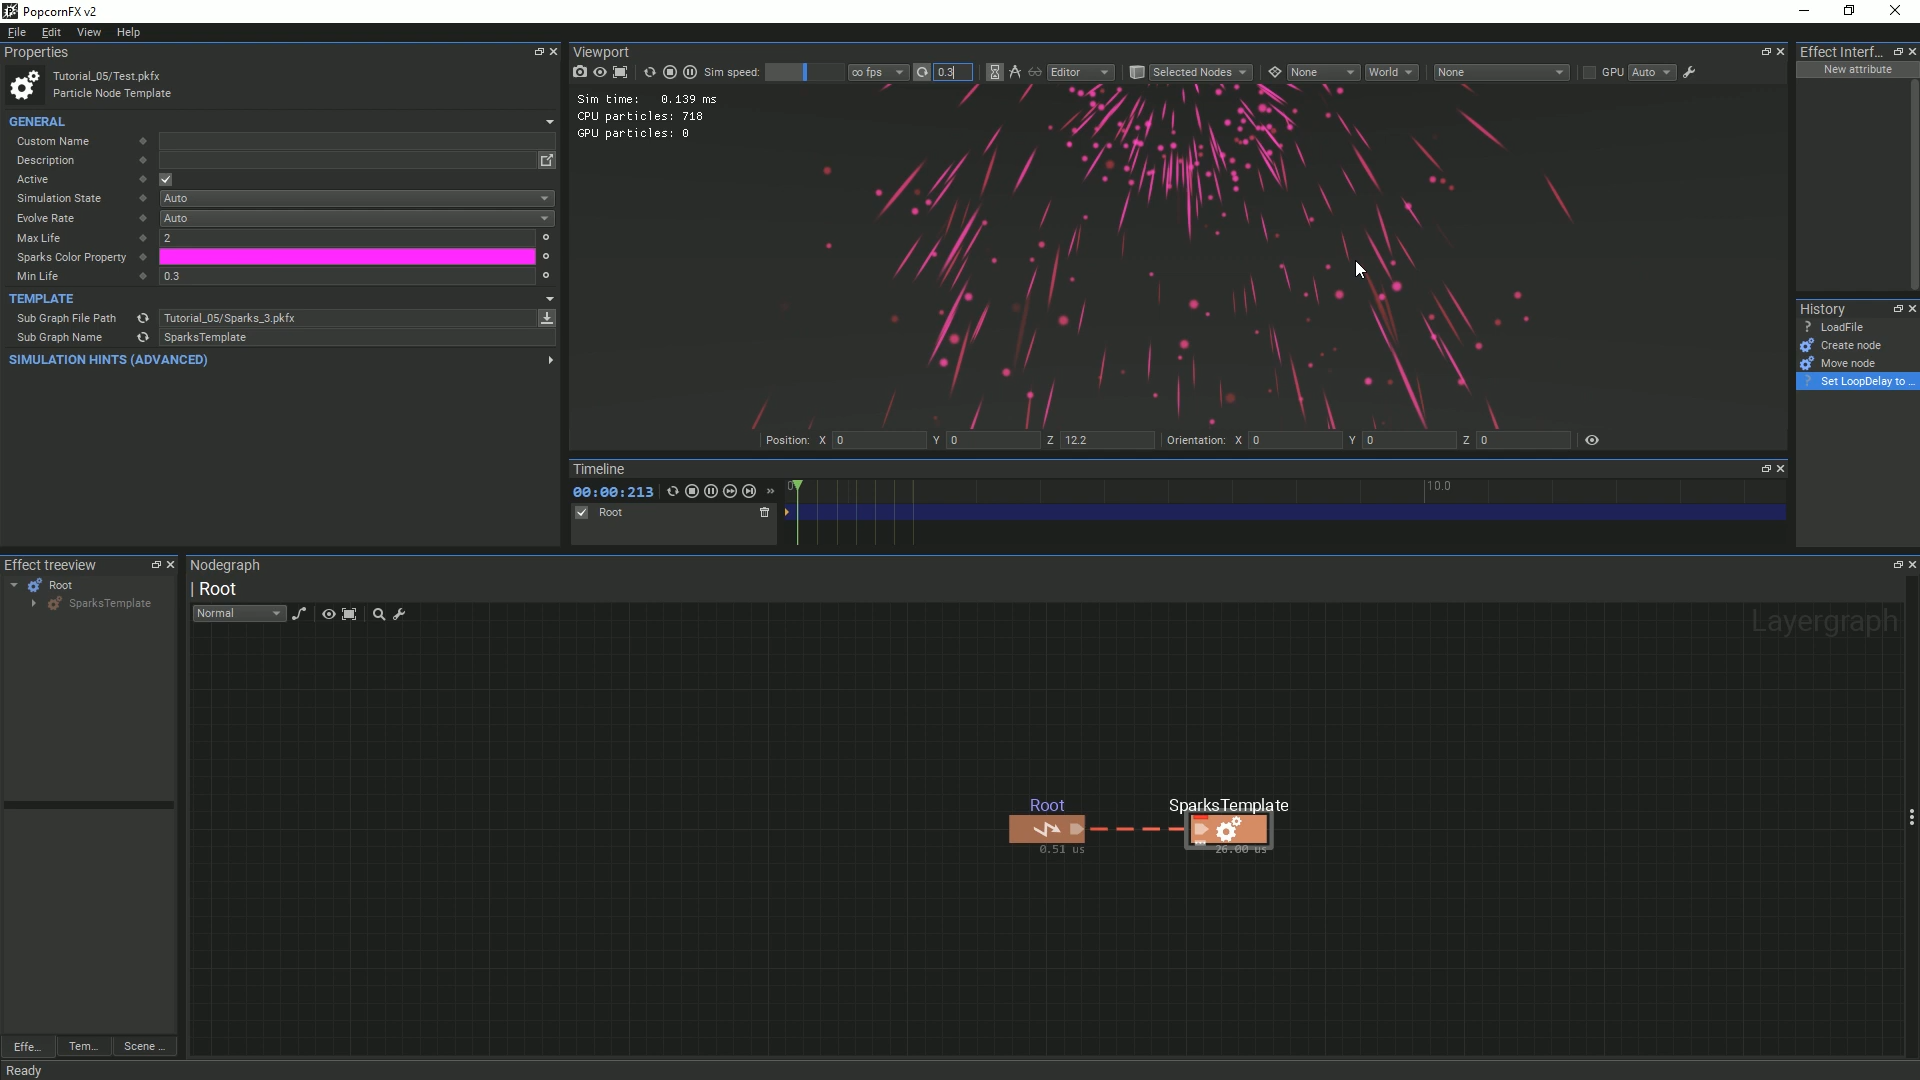 PopcornFX v2
File Edit View Help
Properties
Tutorial_05/Test.pkfx
Particle Node Template
GENERAL
Custom Name
Description
Active
Simulation State Auto
Evolve Rate Auto
Max Life 2
Sparks Color Property
Min Life 0.3
TEMPLATE
Sub Graph File Path Tutorial_05/Sparks_3.pkfx
Sub Graph Name SparksTemplate
SIMULATION HINTS (ADVANCED)
Viewport
Sim speed: ∞ fps 0.3 Editor Selected Nodes None World None GPU Auto
Sim time: 0.139 ms
CPU particles: 718
GPU particles: 0
Position: X 0 Y 0 Z 12.2 Orientation: X 0 Y 0 Z 0
Effect Interf...
New attribute
History
? LoadFile
Create node
Move node
? Set LoopDelay to ...
Timeline
00:00:213 » 0 10.0
Root
Effect treeview
Root
SparksTemplate
Effe... Tem... Scene ...
Nodegraph
| Root
Normal
Layergraph
Root
0.51 us
SparksTemplate
26.00 us
Ready